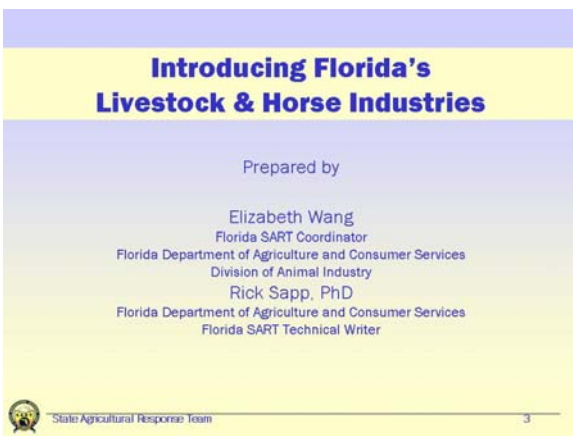 Introducing Florida's
Livestock & Horse Industries
Prepared by
Elizabeth Wang
Florida SART Coordinator
Florida Department of Agriculture and Consumer Services
Division of Animal Industry
Rick Sapp, PhD
Florida Department of Agriculture and Consumer Services
Florida SART Technical Writer
State Agricultural Response Team 3